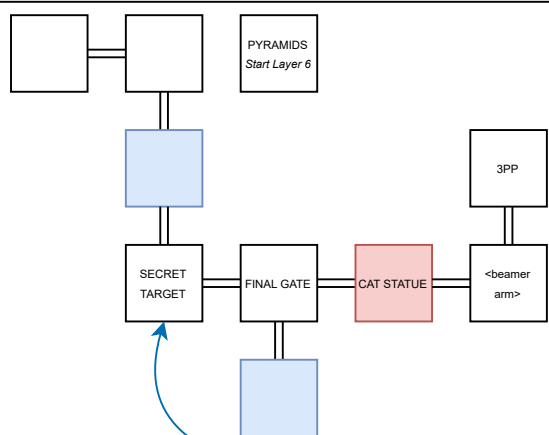 PYRAMIDS
Start Layer 6
3PP
SECRET
TARGET
FINAL GATE
CAT STATUE
<beamer
arm>